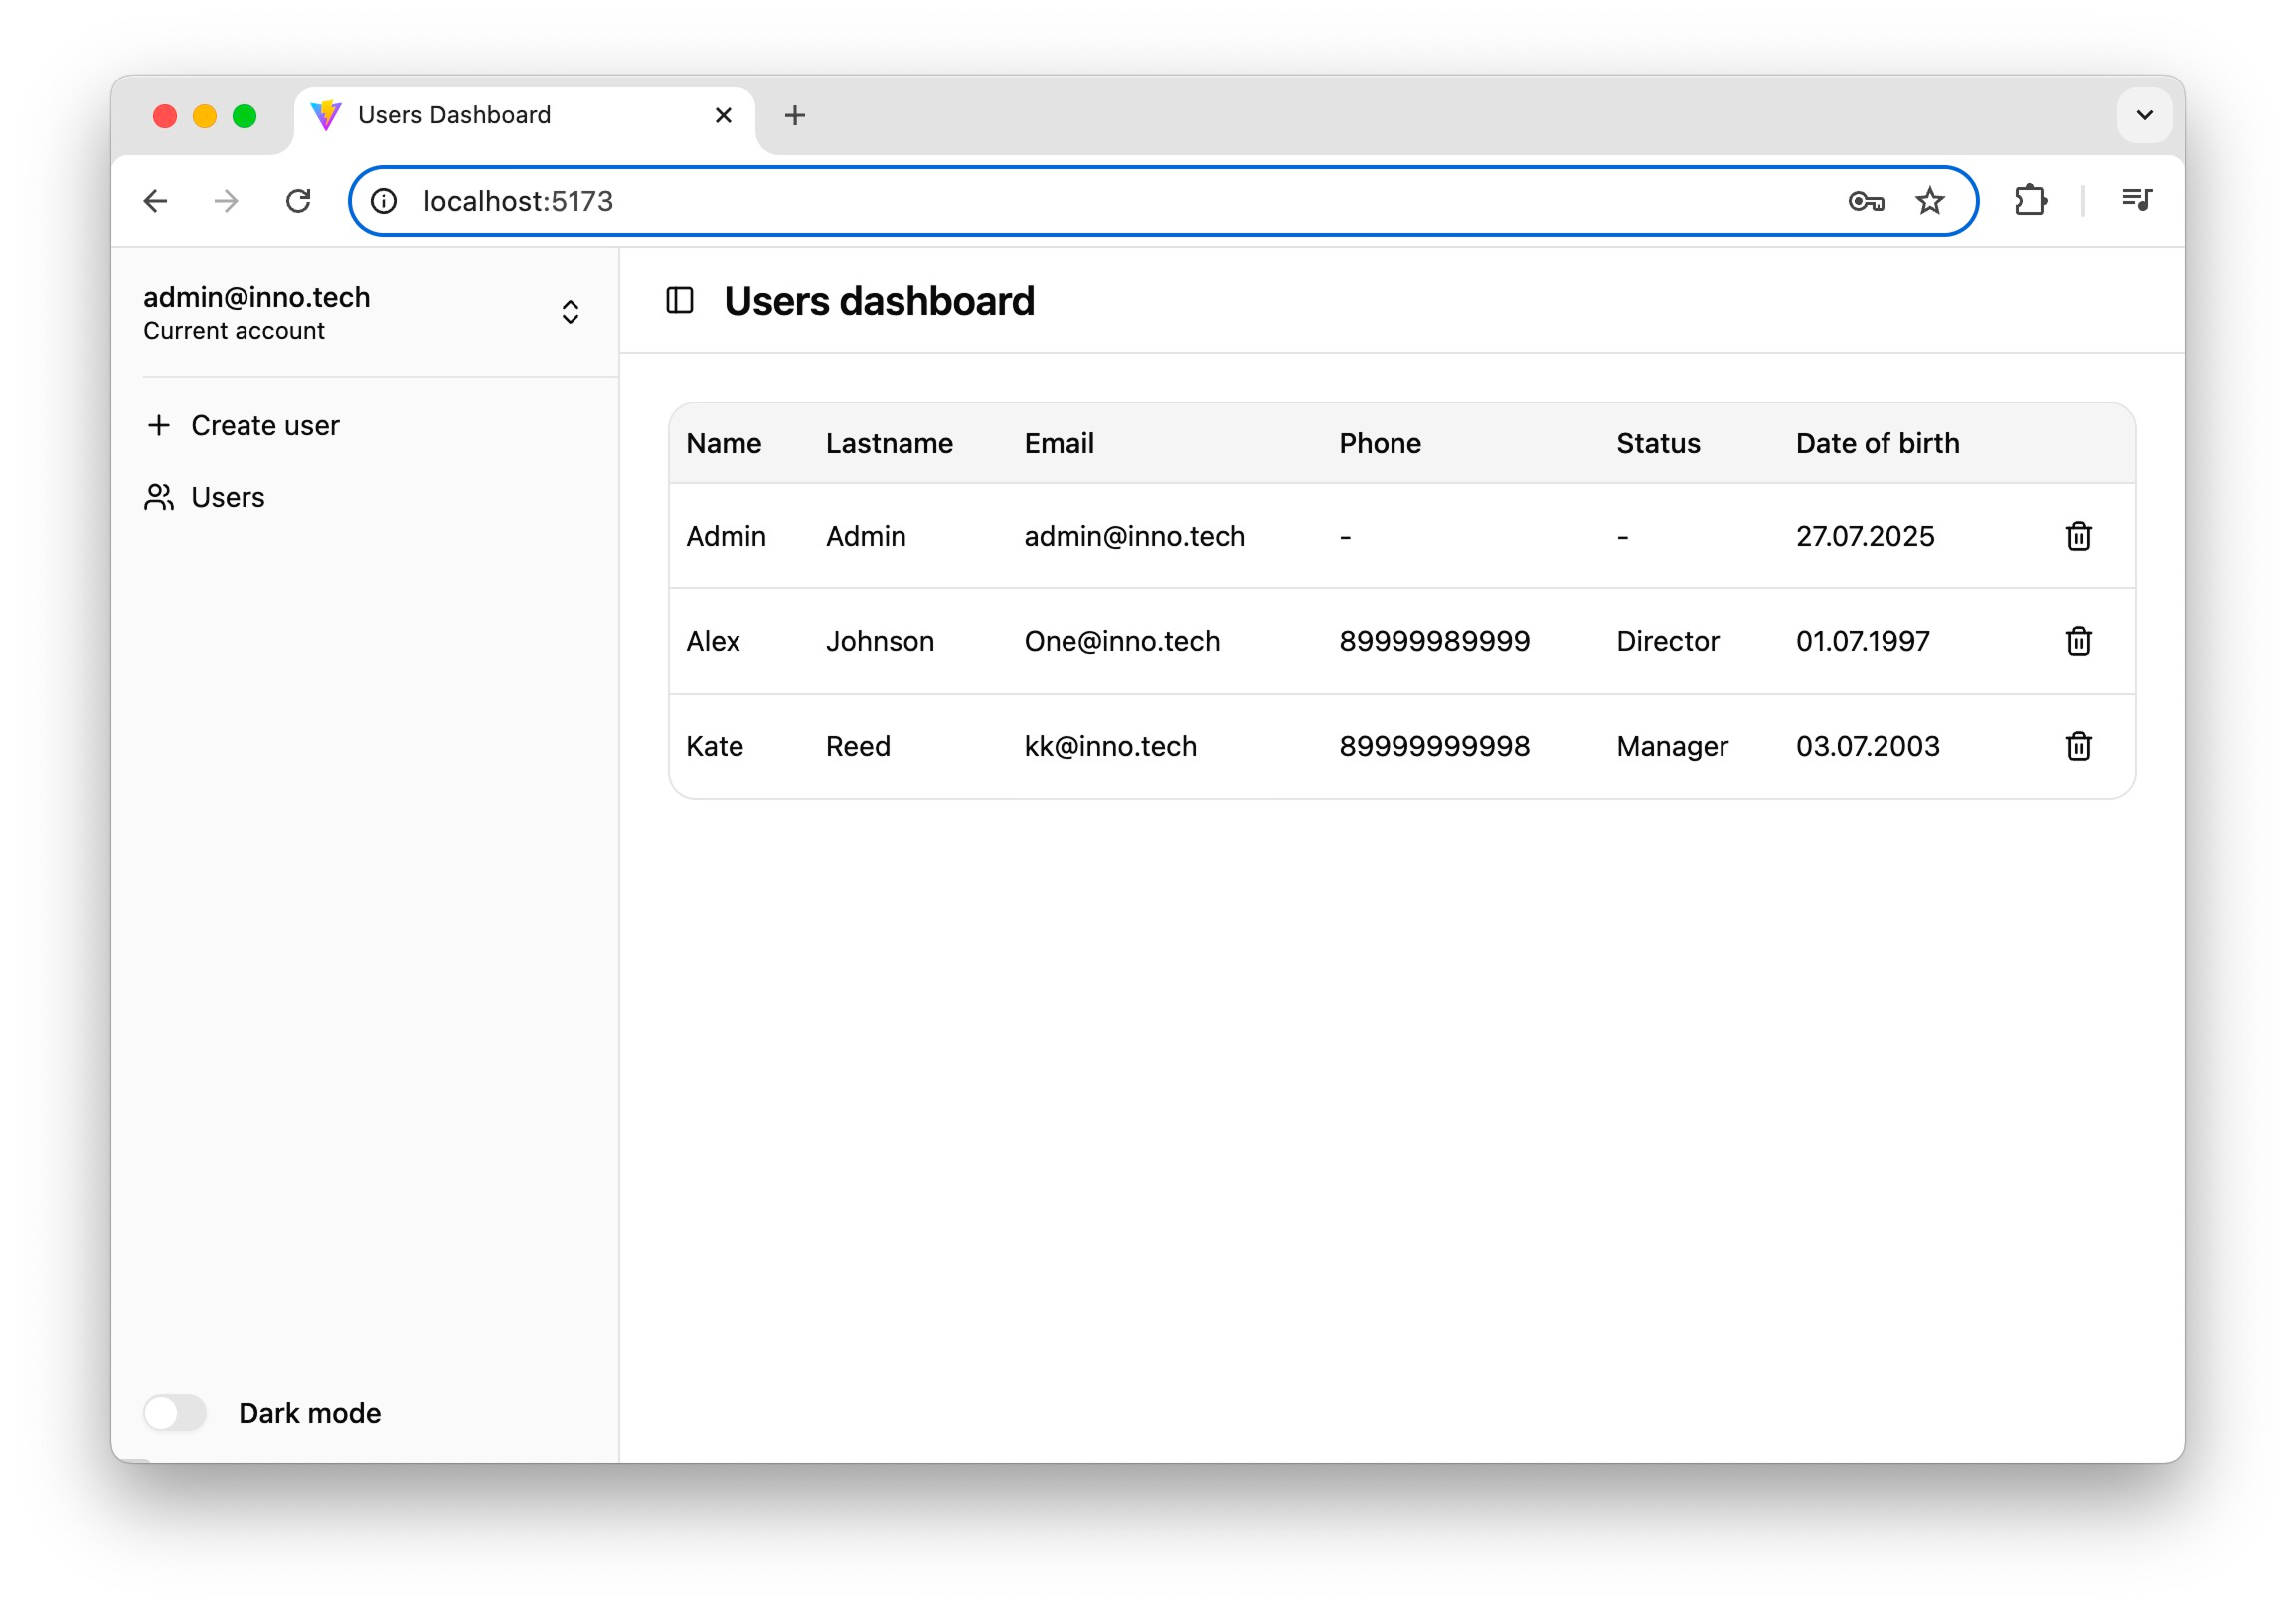 Users Dashboard
localhost:5173
admin@inno.tech
Current account
Create user
Users
Dark mode
Users dashboard
Name Lastname Email Phone Status Date of birth
Admin Admin admin@inno.tech - - 27.07.2025
Alex Johnson One@inno.tech 89999989999 Director 01.07.1997
Kate Reed kk@inno.tech 89999999998 Manager 03.07.2003